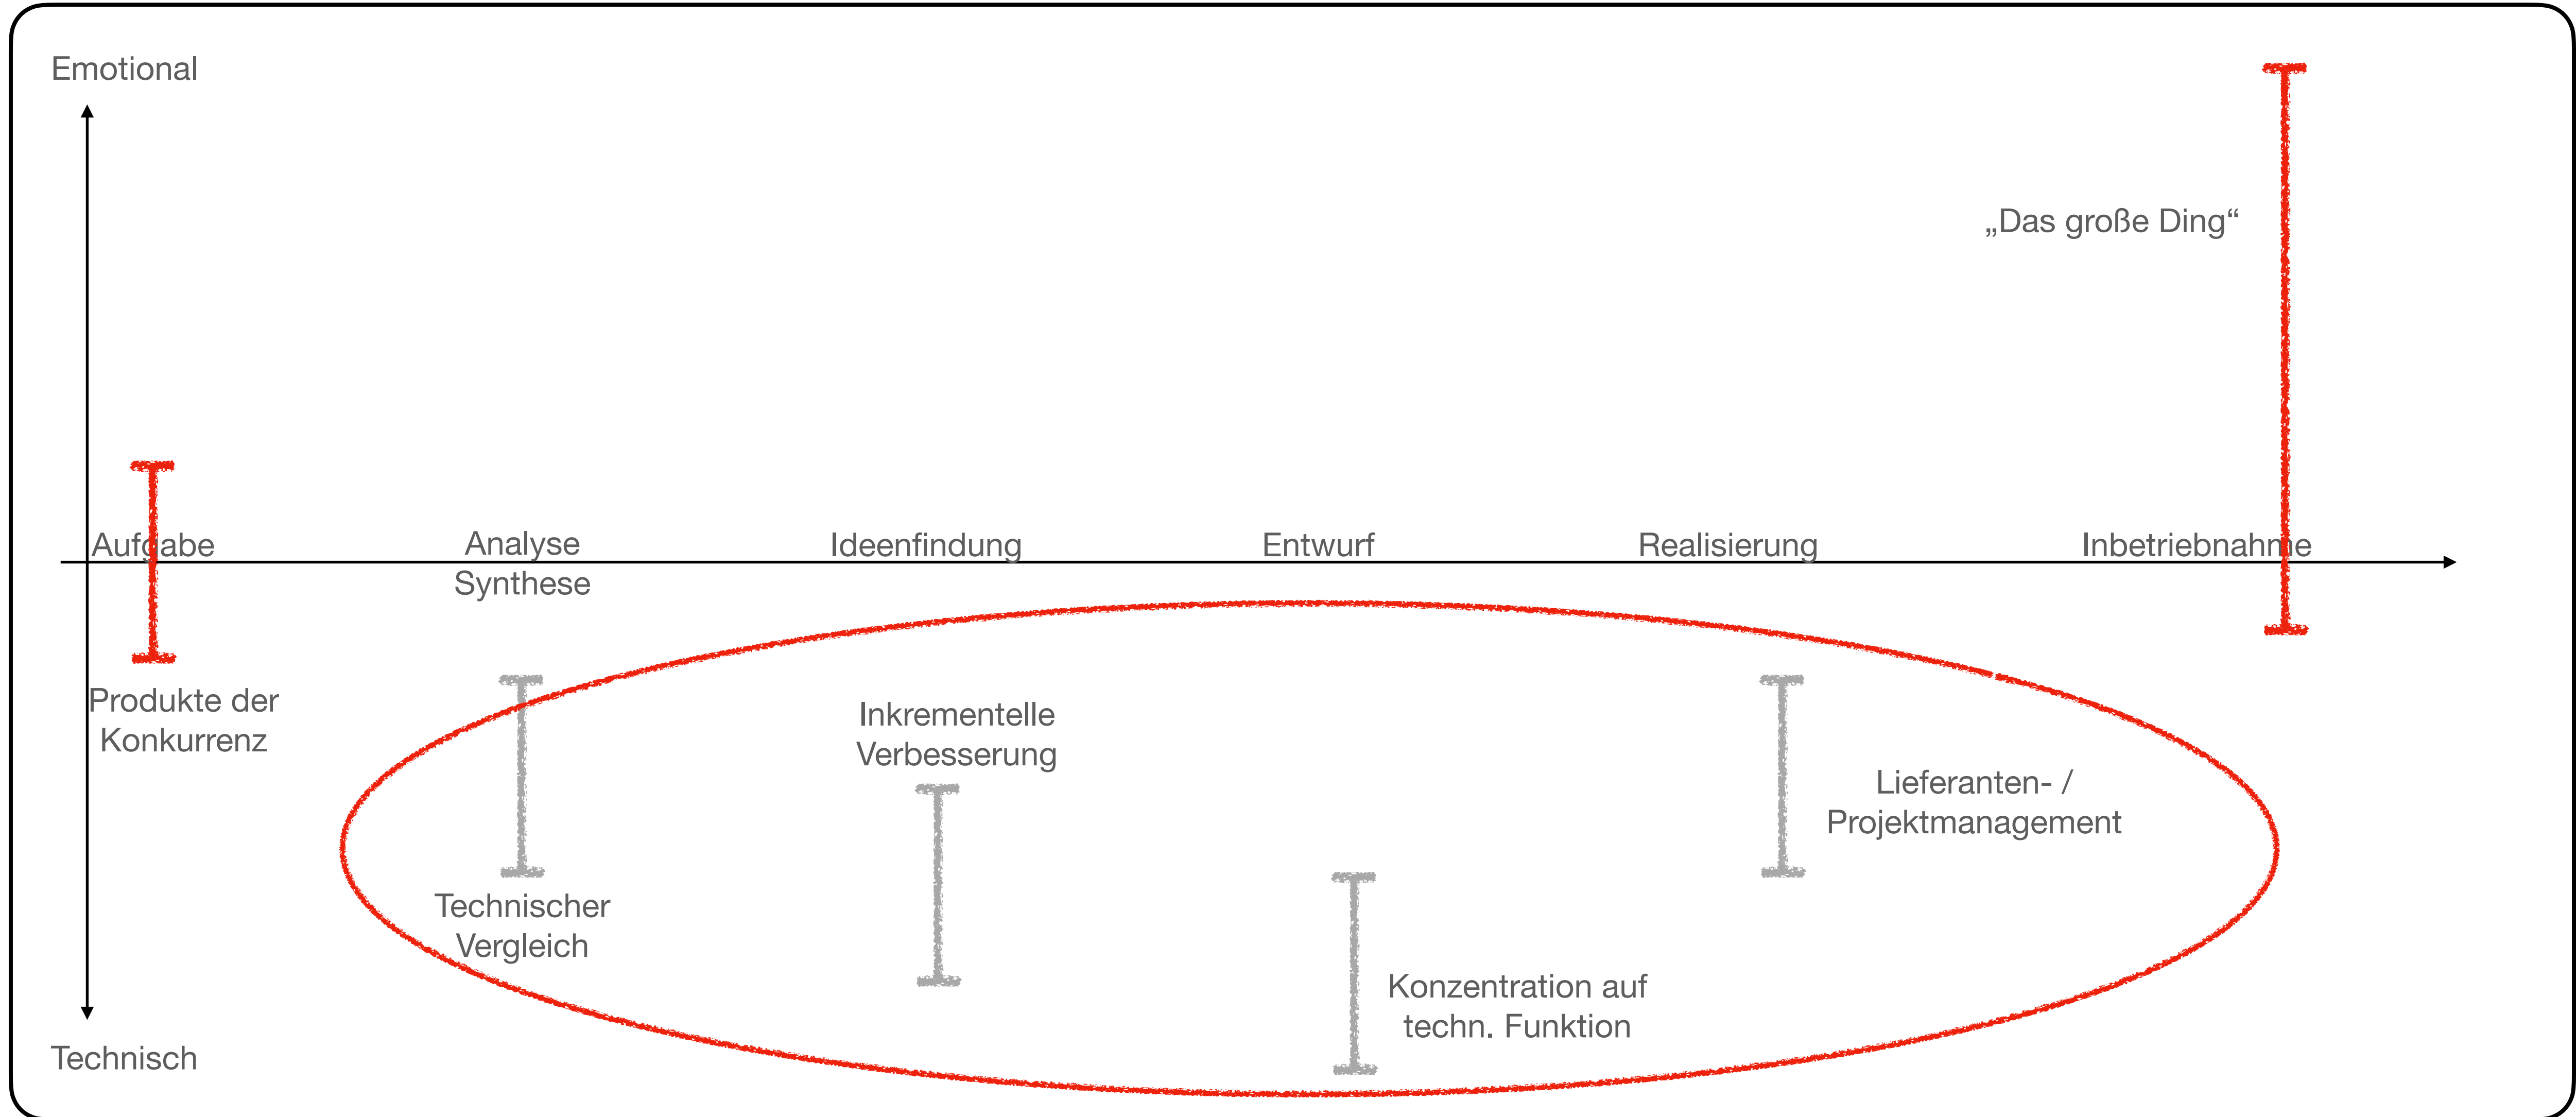 Emotional
„Das große Ding“
Aufgabe
Analyse
Synthese
Ideenfindung
Entwurf
Realisierung
Inbetriebnahme
Produkte der
Konkurrenz
Technischer
Vergleich
Inkrementelle
Verbesserung
Konzentration auf
techn. Funktion
Lieferanten- /
Projektmanagement
Technisch